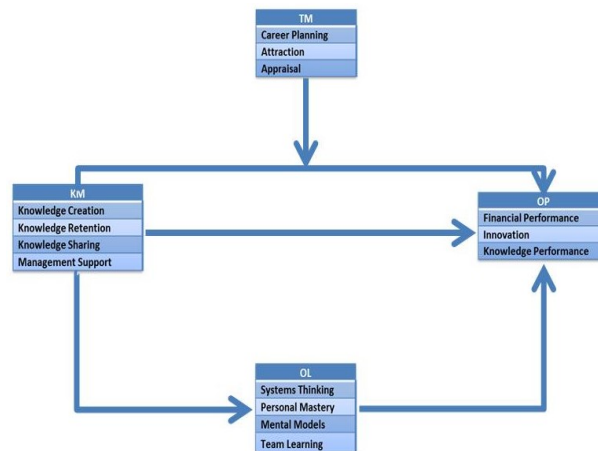 TM
Career Planning
Attraction
Appraisal
KM
Knowledge Creation
Knowledge Retention
Knowledge Sharing
Management Support
OP
Financial Performance
Innovation
Knowledge Performance
OL
Systems Thinking
Personal Mastery
Mental Models
Team Learning